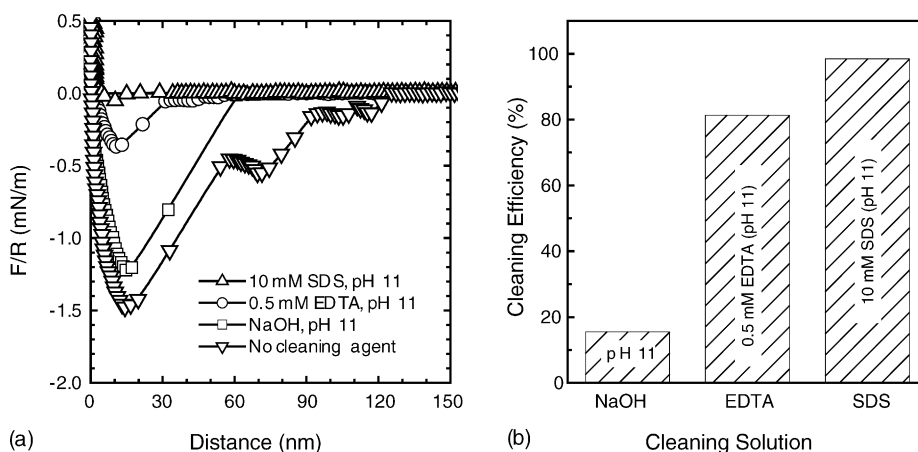 0.5
0.0
-0.5
-1.0
-1.5
-2.0
F/R (mN/m)
10 mM SDS, pH 11
0.5 mM EDTA, pH 11
NaOH, pH 11
No cleaning agent
0 30 60 90 120 150
(a) Distance (nm)
100
80
60
40
20
0
Cleaning Efficiency (%)
pH 11
0.5 mM EDTA (pH 11)
10 mM SDS (pH 11)
NaOH EDTA SDS
(b) Cleaning Solution